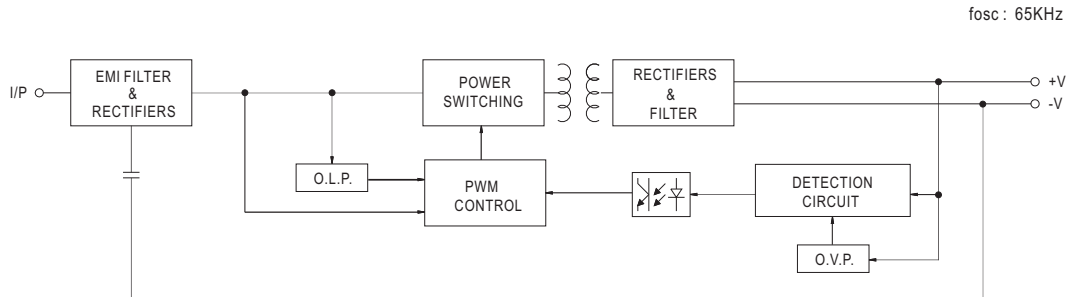 fosc : 65KHz
I/P
EMI FILTER
&
RECTIFIERS
POWER
SWITCHING
RECTIFIERS
&
FILTER
+V
-V
O.L.P.
PWM
CONTROL
DETECTION
CIRCUIT
O.V.P.